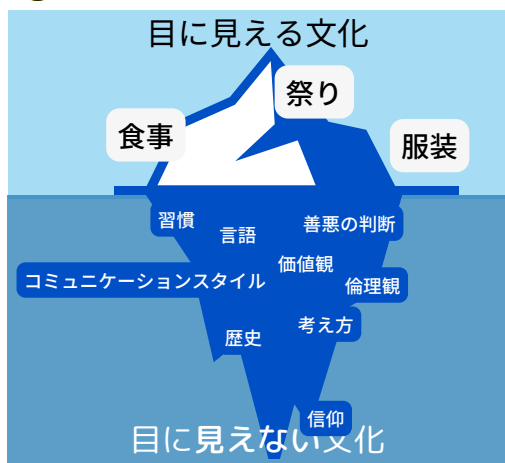 目に見える文化
祭り
食事
服装
習慣
善悪の判断
言語
価値観
コミュニケーションスタイル
倫理観
考え方
歴史
信仰
目に見えない文化